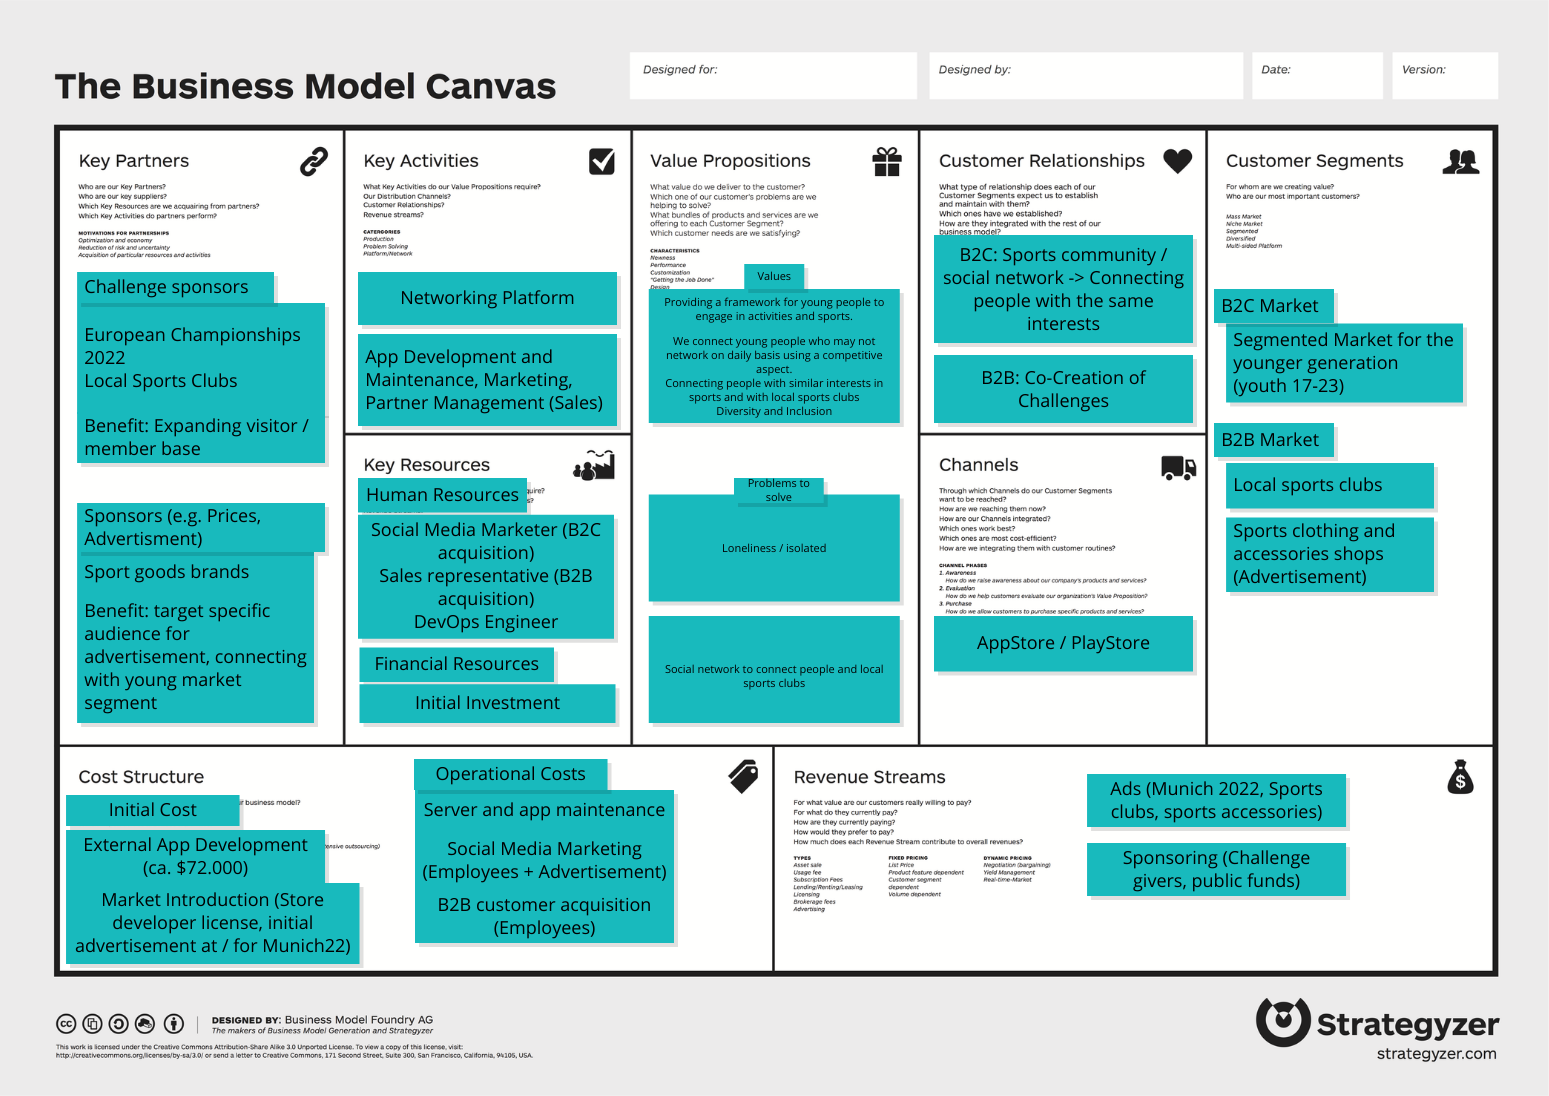 The Business Model Canvas
Designed for:
Designed by:
Date:
Version:
Key Partners
Who are our Key Partners?
Who are our key suppliers?
Which Key Resources are we acquairing from partners?
Which Key Activities do partners perform?
MOTIVATIONS FOR PARTNERSHIPS
Optimization and economy
Reduction of risk and uncertainty
Acquisition of particular resources and activities
Challenge sponsors
European Championships
2022
Local Sports Clubs
Benefit: Expanding visitor /
member base
Sponsors (e.g. Prices,
Advertisment)
Sport goods brands
Benefit: target specific
audience for
advertisement, connecting
with young market
segment
Key Activities
What Key Activities do our Value Propositions require?
Our Distribution Channels?
Customer Relationships?
Revenue streams?
CATERGORIES
Production
Problem Solving
Platform/Network
Networking Platform
App Development and
Maintenance, Marketing,
Partner Management (Sales)
Key Resources
Human Resources
Social Media Marketer (B2C
acquisition)
Sales representative (B2B
acquisition)
DevOps Engineer
Financial Resources
Initial Investment
Value Propositions
What value do we deliver to the customer?
Which one of our customer's problems are we
helping to solve?
What bundles of products and services are we
offering to each Customer Segment?
Which customer needs are we satisfying?
CHARACTERISTICS
Newness
Performance
Customization
"Getting the Job Done"
Design
Values
Providing a framework for young people to
engage in activities and sports.
We connect young people who may not
network on daily basis using a competitive
aspect.
Connecting people with similar interests in
sports and with local sports clubs
Diversity and Inclusion
Problems to
solve
Loneliness / isolated
Social network to connect people and local
sports clubs
Customer Relationships
What type of relationship does each of our
Customer Segments expect us to establish
and maintain with them?
Which ones have we established?
How are they integrated with the rest of our
business model?
B2C: Sports community /
social network -> Connecting
people with the same
interests
B2B: Co-Creation of
Challenges
Channels
Through which Channels do our Customer Segments
want to be reached?
How are we reaching them now?
How are our Channels integrated?
Which ones work best?
Which ones are most cost-efficient?
How are we integrating them with customer routines?
CHANNEL PHASES
1. Awareness
How do we raise awareness about our company's products and services?
2. Evaluation
How do we help customers evaluate our organization's Value Proposition?
3. Purchase
How do we allow customers to purchase specific products and services?
AppStore / PlayStore
Customer Segments
For whom are we creating value?
Who are our most important customers?
Mass Market
Niche Market
Segmented
Diversified
Multi-sided Platform
B2C Market
Segmented Market for the
younger generation
(youth 17-23)
B2B Market
Local sports clubs
Sports clothing and
accessories shops
(Advertisement)
Cost Structure
business model?
Initial Cost
External App Development
(ca. $72.000)
outsourcing)
Market Introduction (Store
developer license, initial
advertisement at / for Munich22)
Operational Costs
Server and app maintenance
Social Media Marketing
(Employees + Advertisement)
B2B customer acquisition
(Employees)
Revenue Streams
For what value are our customers really willing to pay?
For what do they currently pay?
How are they currently paying?
How would they prefer to pay?
How much does each Revenue Stream contribute to overall revenues?
TYPES
Asset sale
Usage fee
Subscription Fees
Lending/Renting/Leasing
Licensing
Brokerage fees
Advertising
FIXED PRICING
List Price
Product feature dependent
Customer segment
dependent
Volume dependent
DYNAMIC PRICING
Negotiation (bargaining)
Yield Management
Real-time-Market
Ads (Munich 2022, Sports
clubs, sports accessories)
Sponsoring (Challenge
givers, public funds)
$
cc
DESIGNED BY: Business Model Foundry AG
The makers of Business Model Generation and Strategyzer
This work is licensed under the Creative Commons Attribution-Share Alike 3.0 Unported License. To view a copy of this license, visit:
http://creativecommons.org/licenses/by-sa/3.0/ or send a letter to Creative Commons, 171 Second Street, Suite 300, San Francisco, California, 94105, USA.
Strategyzer
strategyzer.com